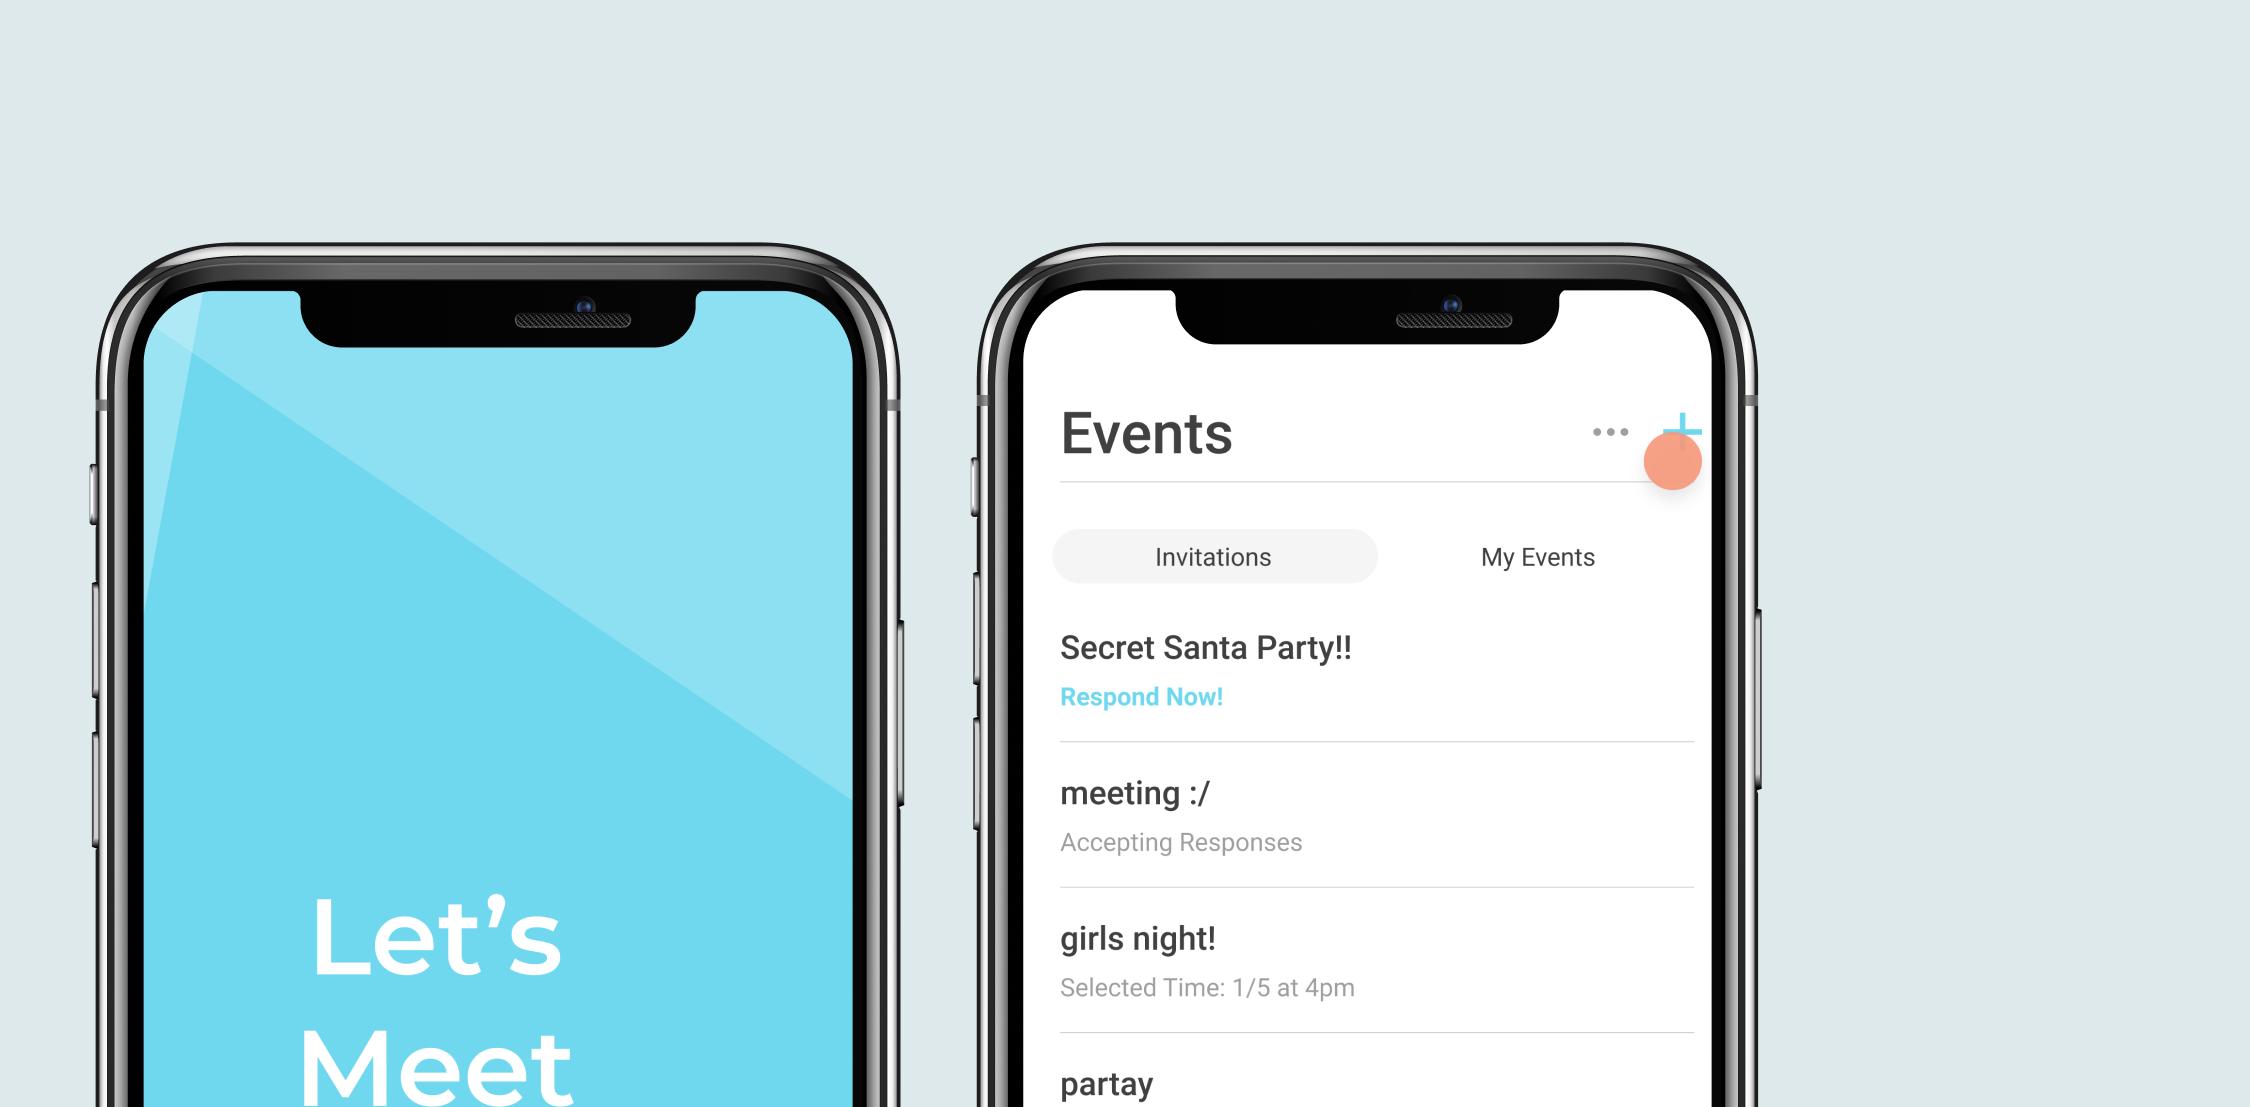 Let’s
Meet
Events
Invitations
My Events
Secret Santa Party!!
Respond Now!
meeting :/
Accepting Responses
girls night!
Selected Time: 1/5 at 4pm
partay